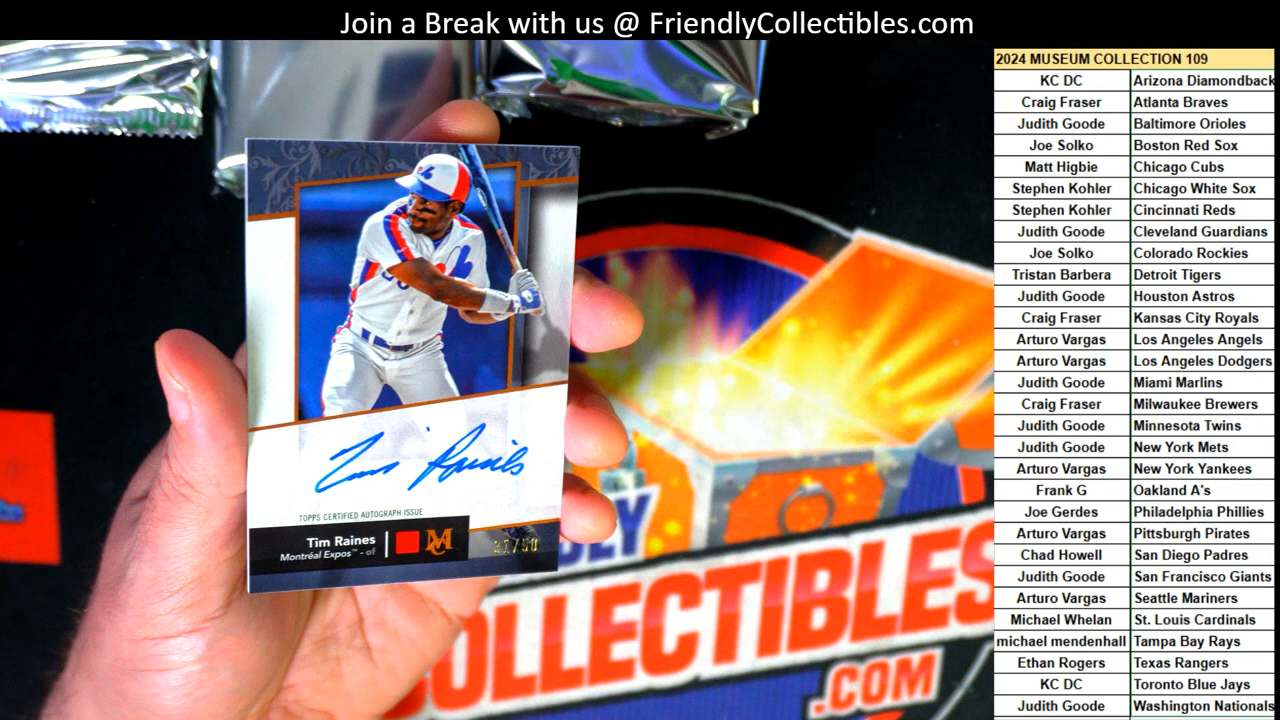 Join a Break with us @ FriendlyCollectibles.com
2024 MUSEUM COLLECTION 109
KC DC Arizona Diamondback
Craig Fraser Atlanta Braves
Judith Goode Baltimore Orioles
Joe Solko Boston Red Sox
Matt Higbie Chicago Cubs
Stephen Kohler Chicago White Sox
Stephen Kohler Cincinnati Reds
Judith Goode Cleveland Guardians
Joe Solko Colorado Rockies
Tristan Barbera Detroit Tigers
Judith Goode Houston Astros
Craig Fraser Kansas City Royals
Arturo Vargas Los Angeles Angels
Arturo Vargas Los Angeles Dodgers
Judith Goode Miami Marlins
Craig Fraser Milwaukee Brewers
Judith Goode Minnesota Twins
Judith Goode New York Mets
Arturo Vargas New York Yankees
Frank G Oakland A's
Joe Gerdes Philadelphia Phillies
Arturo Vargas Pittsburgh Pirates
Chad Howell San Diego Padres
Judith Goode San Francisco Giants
Arturo Vargas Seattle Mariners
Michael Whelan St. Louis Cardinals
michael mendenhall Tampa Bay Rays
Ethan Rogers Texas Rangers
KC DC Toronto Blue Jays
Judith Goode Washington Nationals
Tim Raines
TOPPS CERTIFIED AUTOGRAPH ISSUE
Tim Raines
Montréal Expos™ - of
MC
DLY
COLLECTIBLES
.COM